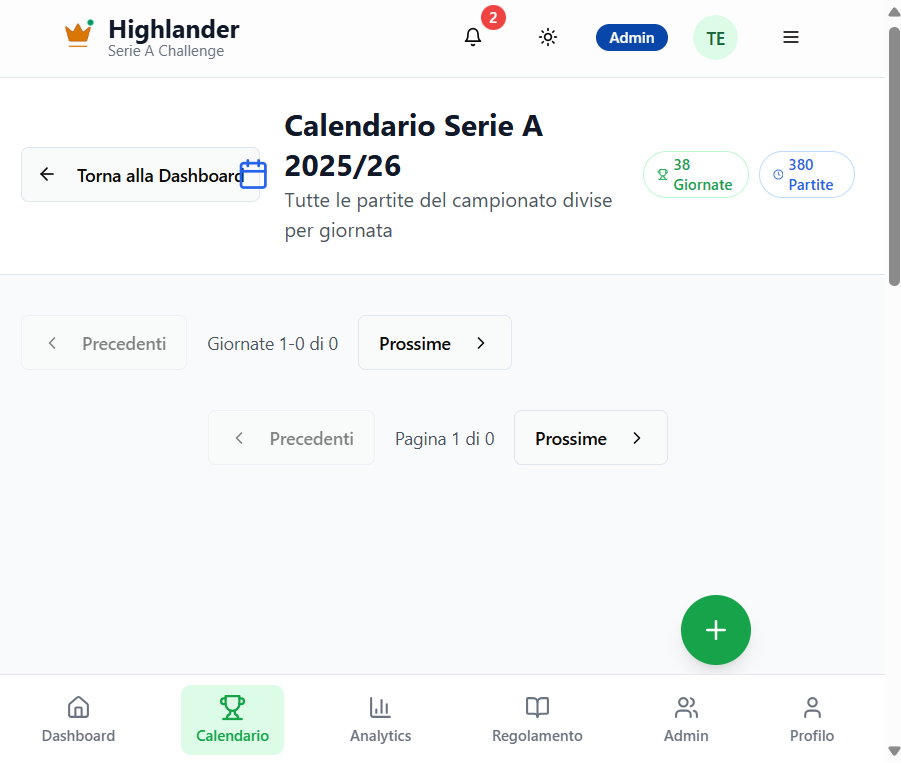 Highlander
Serie A Challenge
2
Admin
TE
Torna alla Dashboard
Calendario Serie A
2025/26
Tutte le partite del campionato divise
per giornata
38
Giornate
380
Partite
Precedenti
Giornate 1-0 di 0
Prossime
Precedenti
Pagina 1 di 0
Prossime
Dashboard
Calendario
Analytics
Regolamento
Admin
Profilo